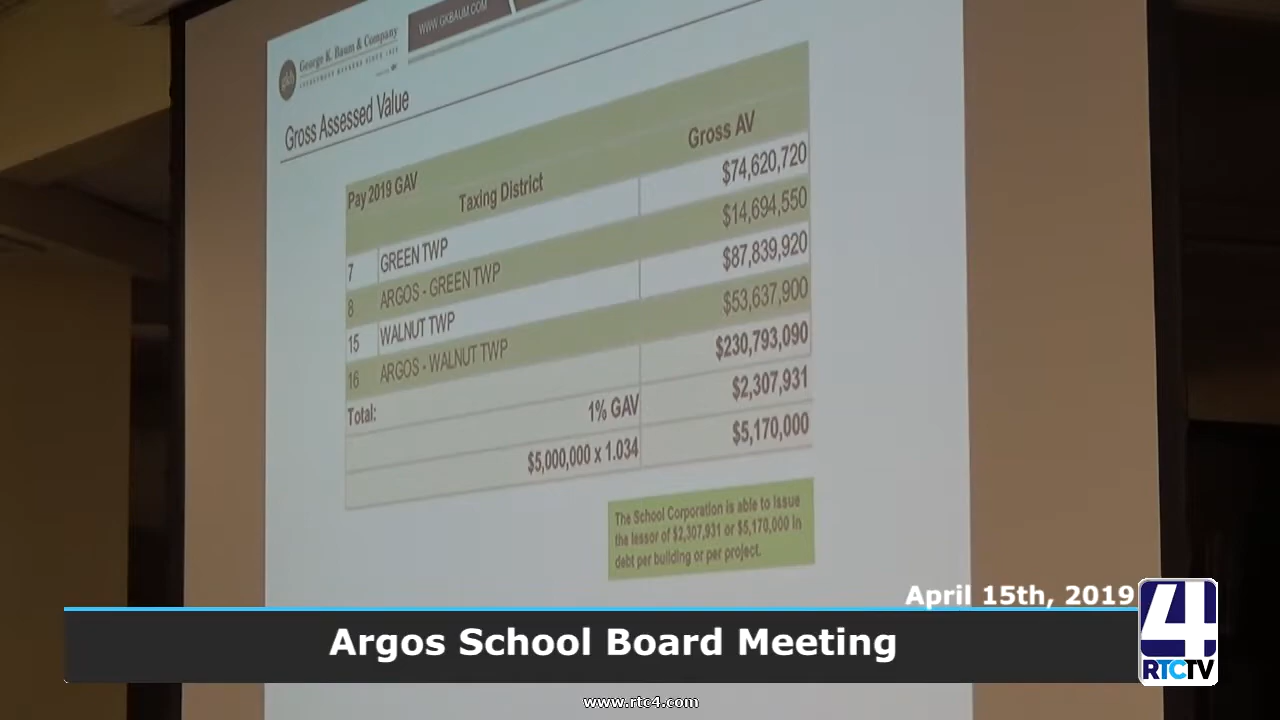 George K. Baum & Company
WWW.GKBAUM.COM
Gross Assessed Value
Pay 2019 GAV
Taxing District Gross AV
7 GREEN TWP $74,620,720
8 ARGOS - GREEN TWP $14,694,550
15 WALNUT TWP $87,839,920
16 ARGOS - WALNUT TWP $53,637,900
Total: $230,793,090
1% GAV $2,307,931
$5,000,000 x 1.034 $5,170,000
The School Corporation is able to issue
the lessor of $2,307,931 or $5,170,000 in
debt per building or per project.
April 15th, 2019
Argos School Board Meeting
4
RTCTV
www.rtc4.com